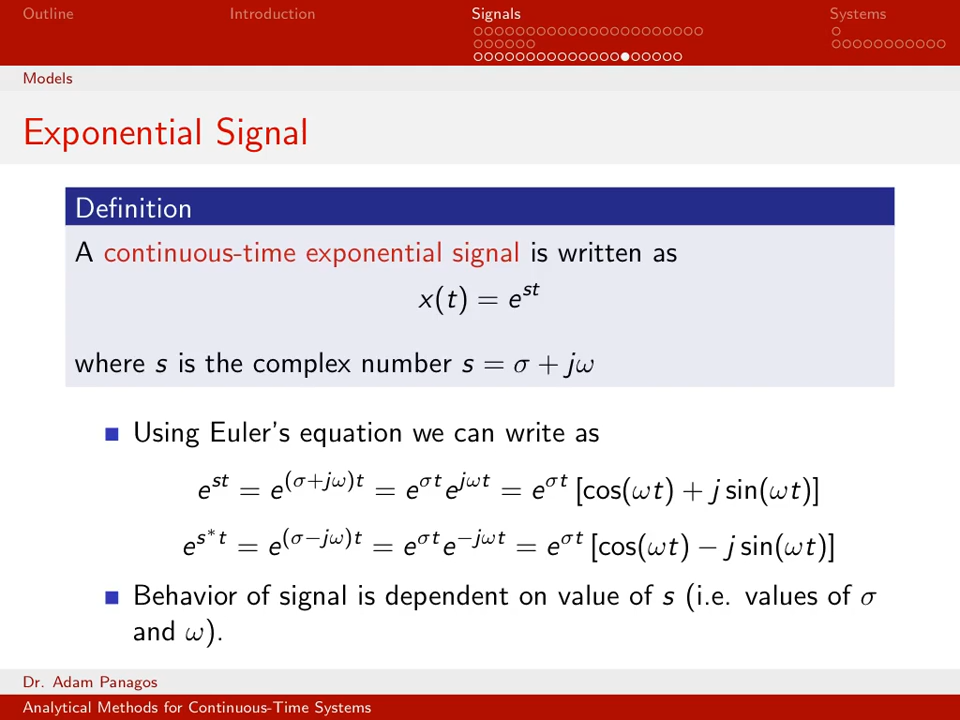 Outline Introduction Signals Systems
Models
Exponential Signal
Definition
A continuous-time exponential signal is written as
x(t) = e^{st}
where s is the complex number s = σ + jω
Using Euler's equation we can write as
e^{st} = e^{(σ+jω)t} = e^{σt}e^{jωt} = e^{σt} [cos(ωt) + j sin(ωt)]
e^{s*t} = e^{(σ−jω)t} = e^{σt}e^{−jωt} = e^{σt} [cos(ωt) − j sin(ωt)]
Behavior of signal is dependent on value of s (i.e. values of σ
and ω).
Dr. Adam Panagos
Analytical Methods for Continuous-Time Systems